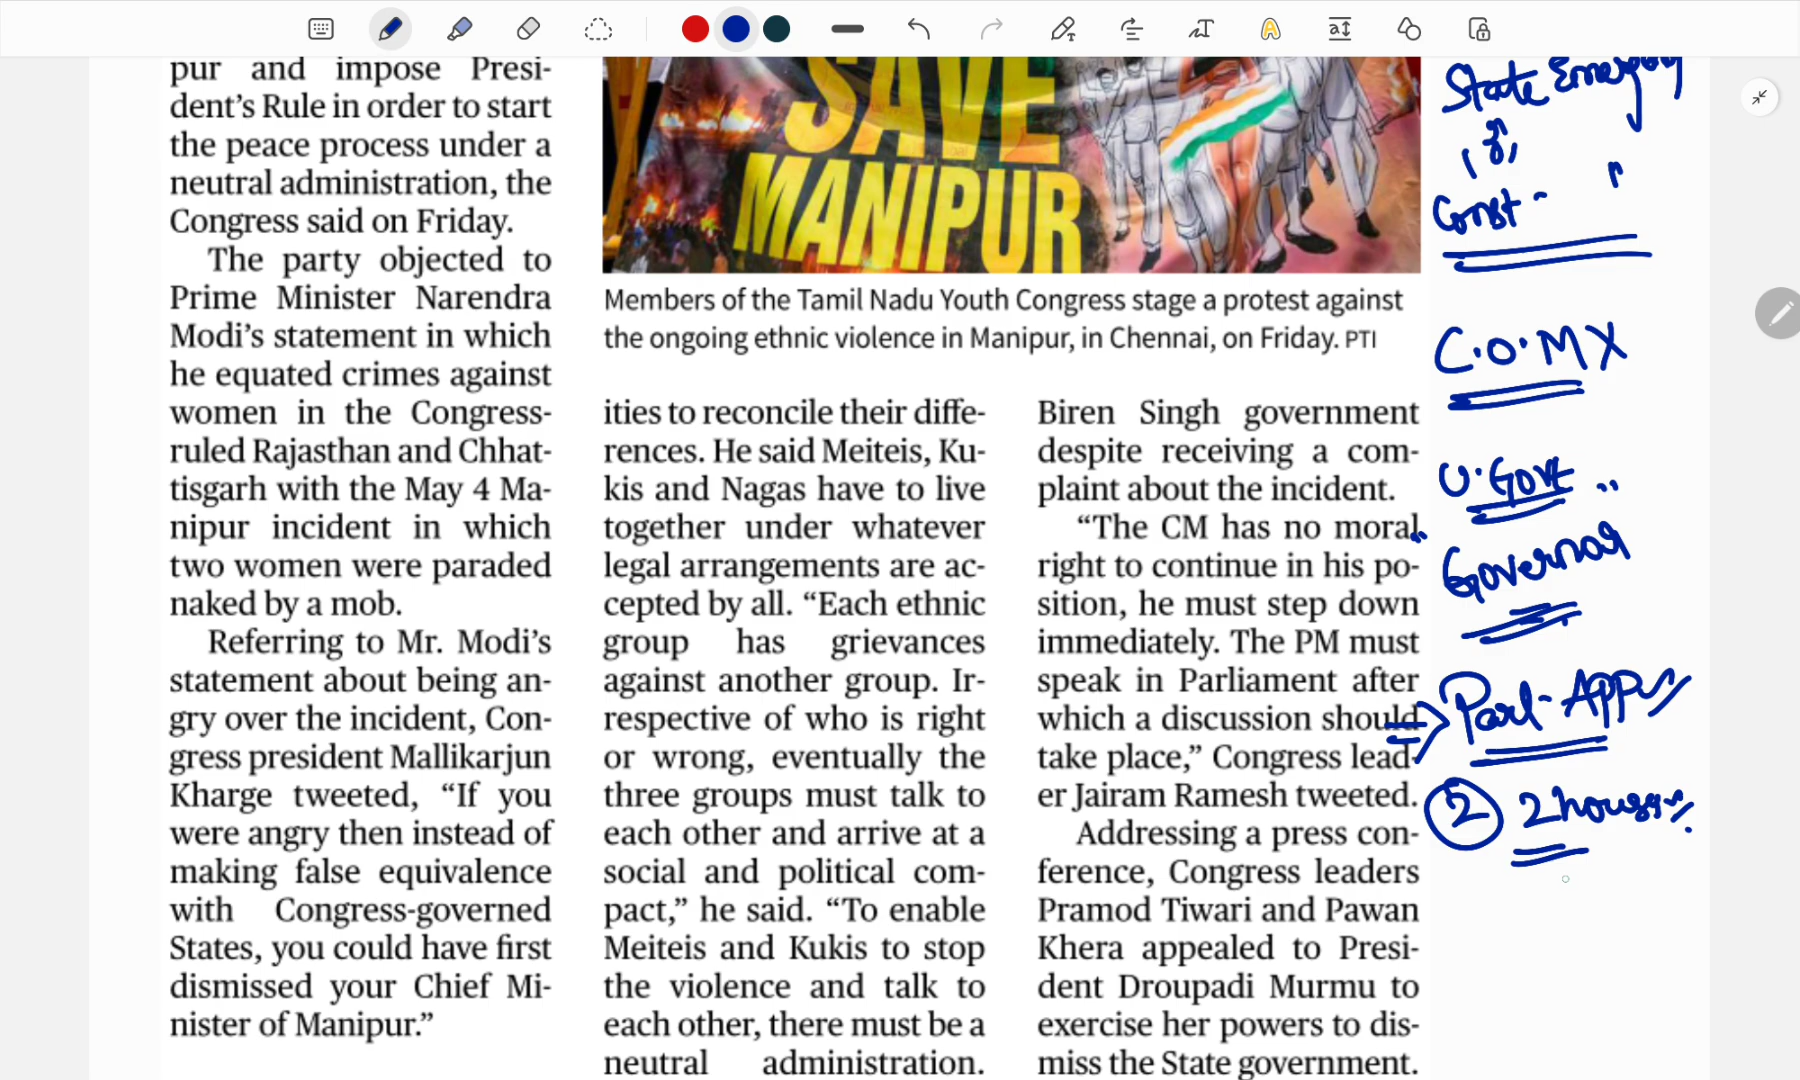 pur and impose Presi-
dent's Rule in order to start
the peace process under a
neutral administration, the
Congress said on Friday.
The party objected to
Prime Minister Narendra
Modi's statement in which
he equated crimes against
women in the Congress-
ruled Rajasthan and Chhat-
tisgarh with the May 4 Ma-
nipur incident in which
two women were paraded
naked by a mob.
Referring to Mr. Modi's
statement about being an-
gry over the incident, Con-
gress president Mallikarjun
Kharge tweeted, “If you
were angry then instead of
making false equivalence
with Congress-governed
States, you could have first
dismissed your Chief Mi-
nister of Manipur.”
SAVE
MANIPUR
Members of the Tamil Nadu Youth Congress stage a protest against
the ongoing ethnic violence in Manipur, in Chennai, on Friday. PTI
ities to reconcile their diffe-
rences. He said Meiteis, Ku-
kis and Nagas have to live
together under whatever
legal arrangements are ac-
cepted by all. “Each ethnic
group has grievances
against another group. Ir-
respective of who is right
or wrong, eventually the
three groups must talk to
each other and arrive at a
social and political com-
pact,” he said. “To enable
Meiteis and Kukis to stop
the violence and talk to
each other, there must be a
neutral administration.
Biren Singh government
despite receiving a com-
plaint about the incident.
“The CM has no moral
right to continue in his po-
sition, he must step down
immediately. The PM must
speak in Parliament after
which a discussion should
take place,” Congress lead-
er Jairam Ramesh tweeted.
Addressing a press con-
ference, Congress leaders
Pramod Tiwari and Pawan
Khera appealed to Presi-
dent Droupadi Murmu to
exercise her powers to dis-
miss the State government.
State
Const -
C.O.M X
U. Govt
Governor
Parl-
2 2 houses